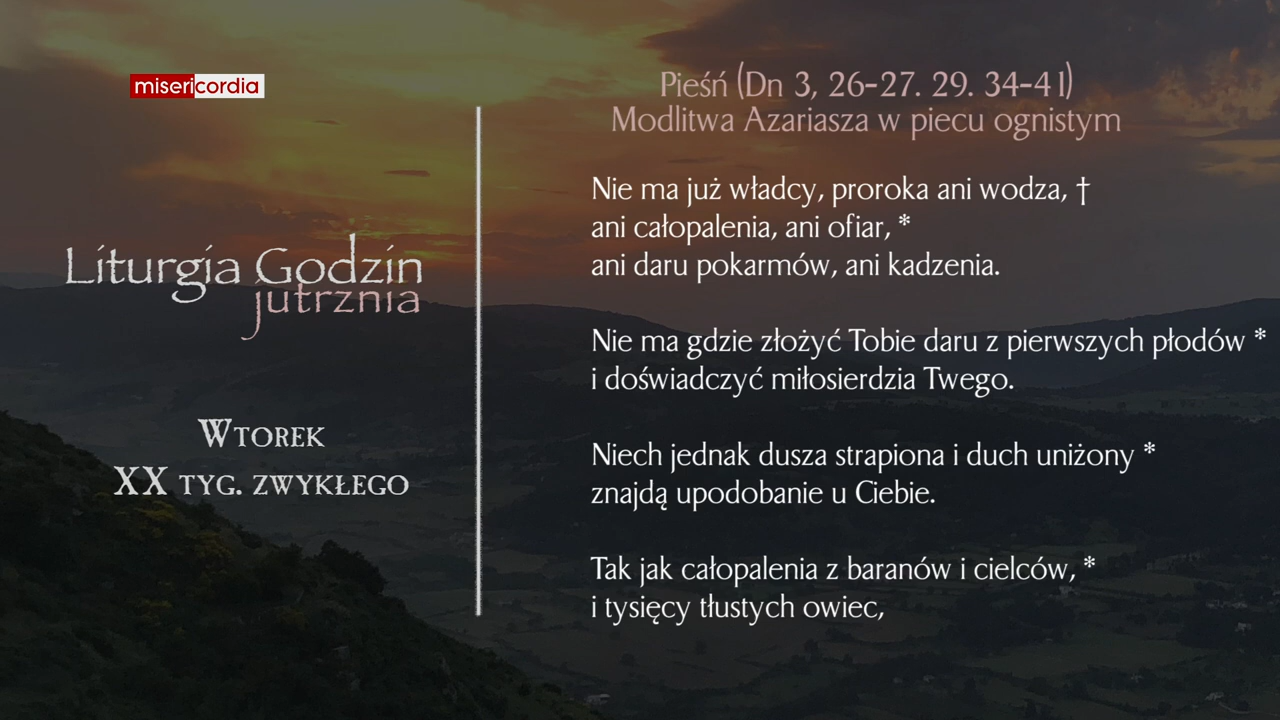 misericordia
Liturgia Godzin
jutrznia
Wtorek
XX tyg. zwykłego
Pieśń (Dn 3, 26-27. 29. 34-41)
Modlitwa Azariasza w piecu ognistym
Nie ma już władcy, proroka ani wodza, †
ani całopalenia, ani ofiar, *
ani daru pokarmów, ani kadzenia.
Nie ma gdzie złożyć Tobie daru z pierwszych płodów *
i doświadczyć miłosierdzia Twego.
Niech jednak dusza strapiona i duch uniżony *
znajdą upodobanie u Ciebie.
Tak jak całopalenia z baranów i cielców, *
i tysięcy tłustych owiec,